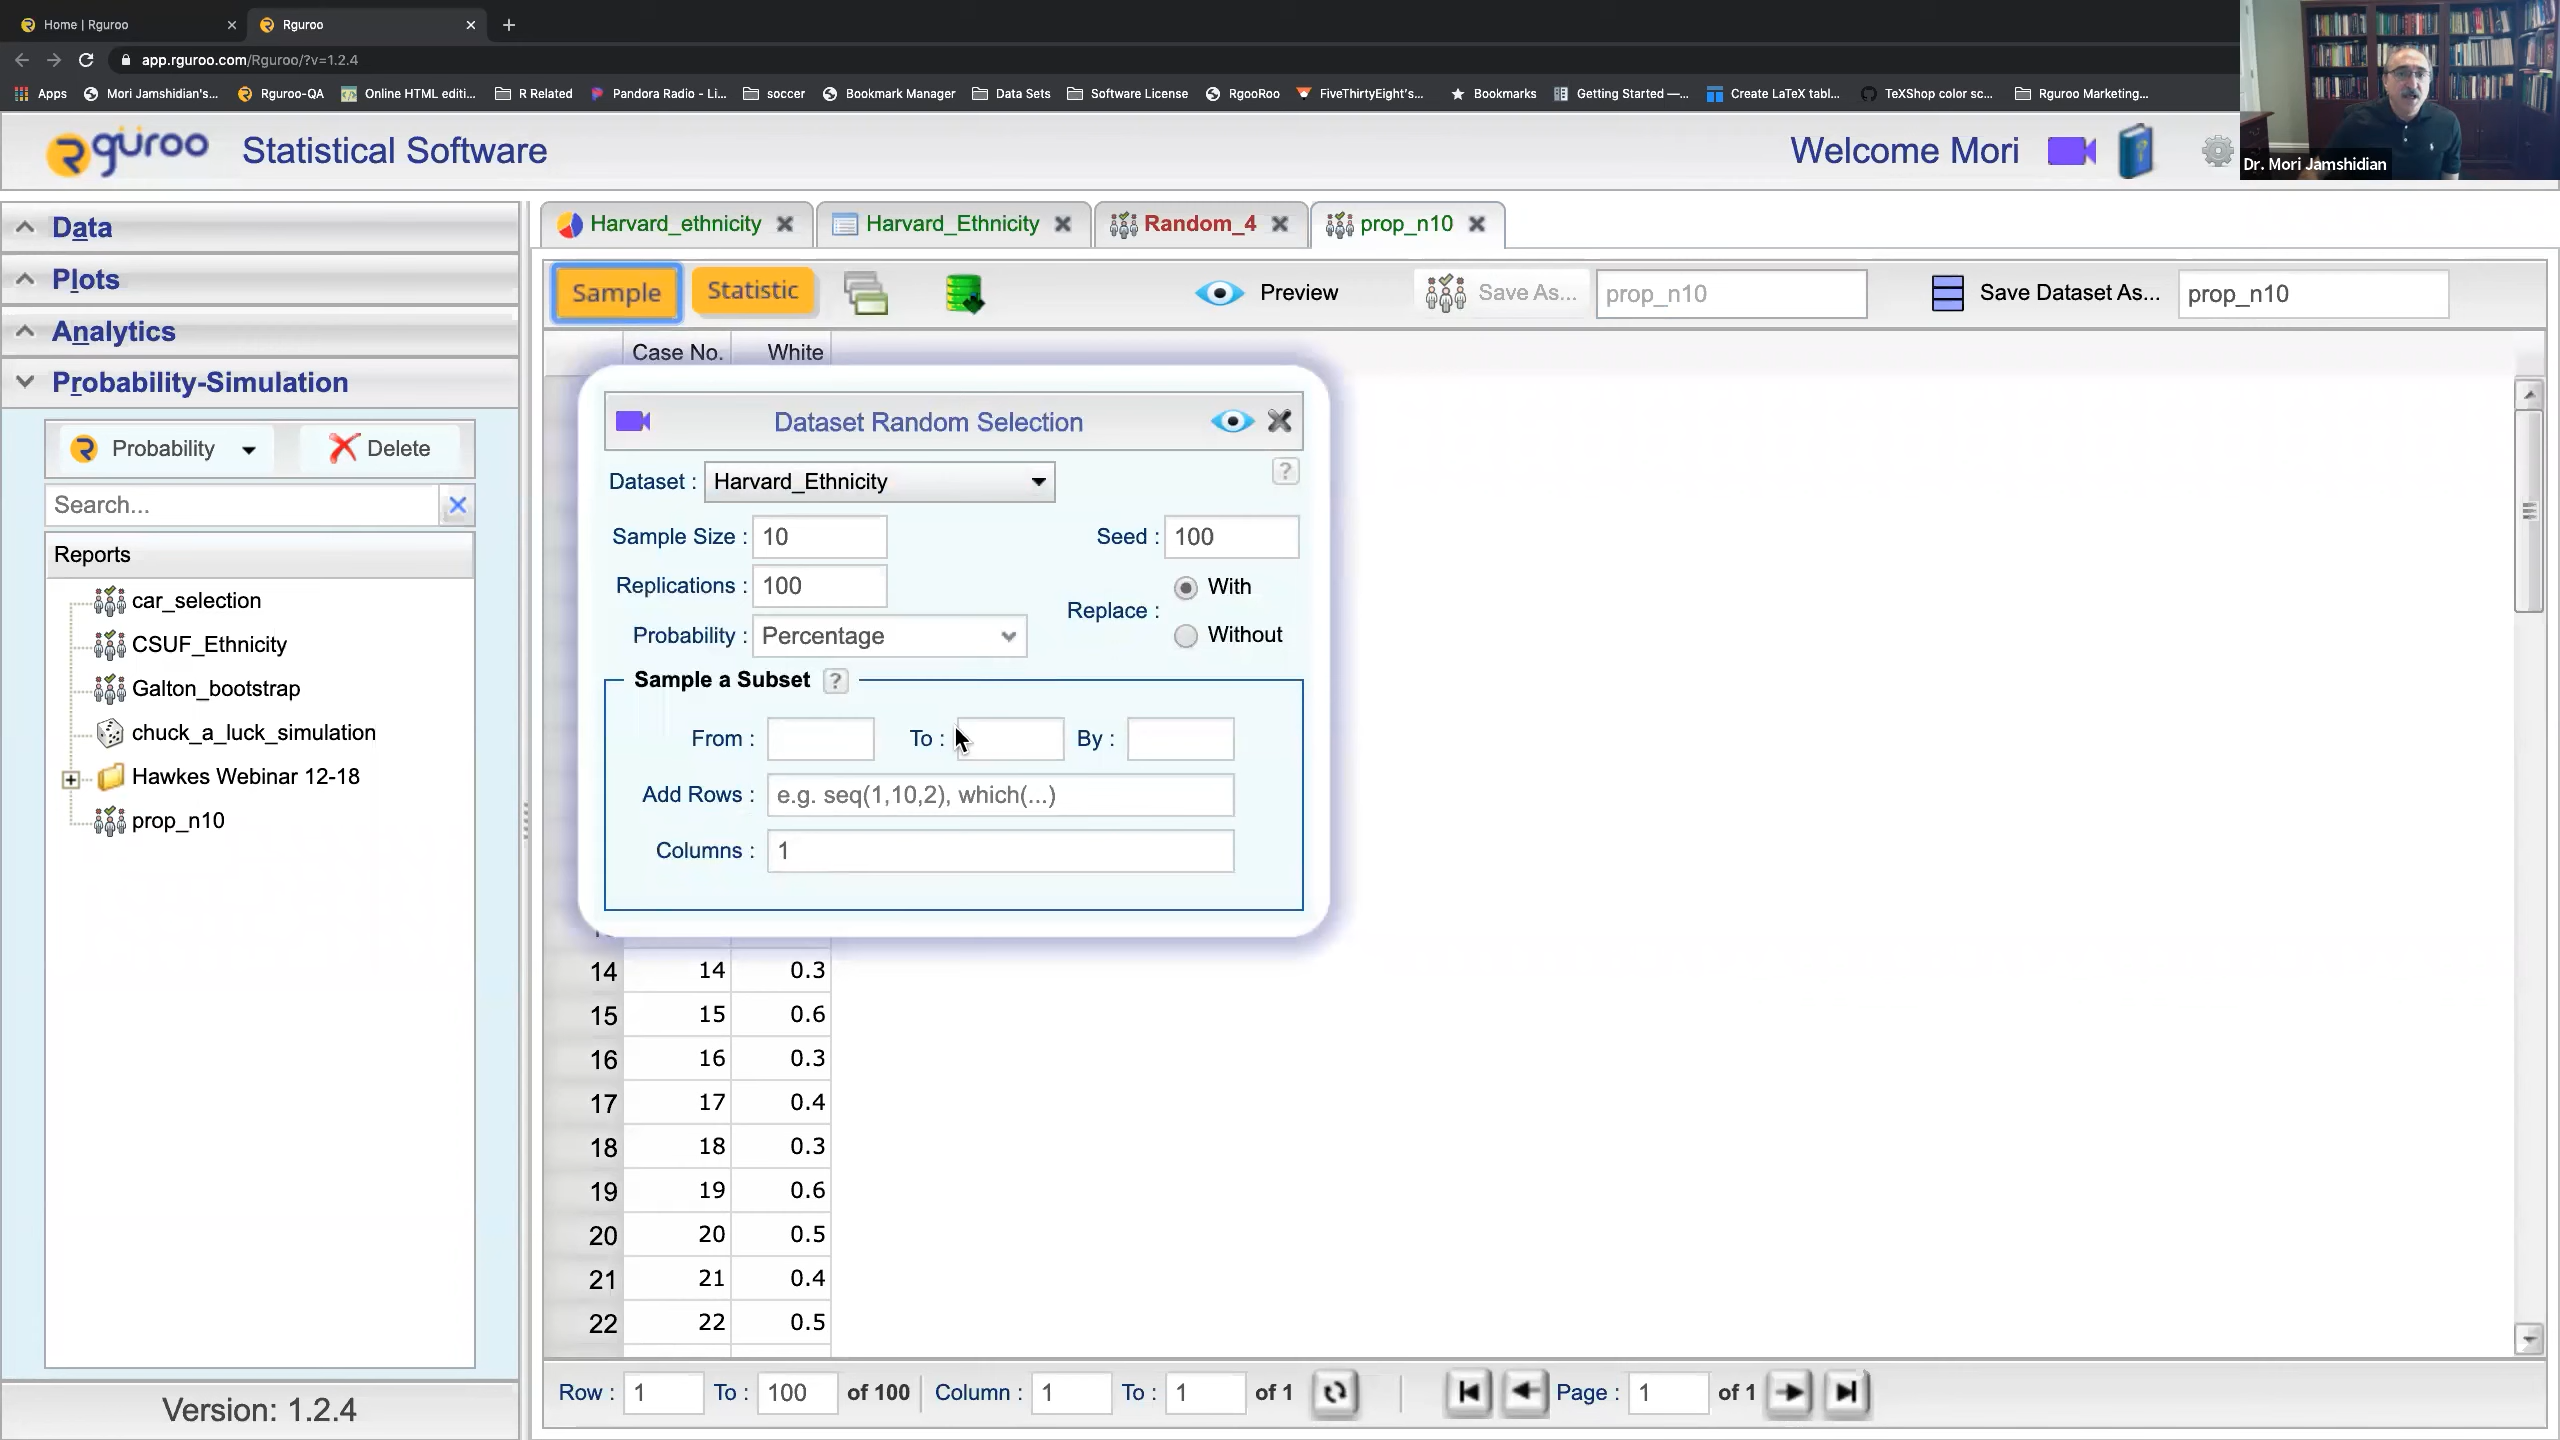 Home | Rguroo
Rguroo
app.rguroo.com/Rguroo/?v=1.2.4
Apps Mori Jamshidian's... Rguroo-QA Online HTML editi... R Related Pandora Radio - Li... soccer Bookmark Manager Data Sets Software License RgooRoo FiveThirtyEight's... Bookmarks Getting Started —... Create LaTeX tabl... TeXShop color sc... Rguroo Marketing...
rguroo Statistical Software
Welcome Mori
Dr. Mori Jamshidian
Data
Plots
Analytics
Probability-Simulation
Probability Delete
Search...
Reports
car_selection
CSUF_Ethnicity
Galton_bootstrap
chuck_a_luck_simulation
Hawkes Webinar 12-18
prop_n10
Version: 1.2.4
Harvard_ethnicity Harvard_Ethnicity Random_4 prop_n10
Sample Statistic Preview Save As... prop_n10 Save Dataset As... prop_n10
Case No. White
Dataset Random Selection
Dataset : Harvard_Ethnicity ?
Sample Size : 10 Seed : 100
Replications : 100
Replace : With
Without
Probability : Percentage
Sample a Subset ?
From : To : By :
Add Rows : e.g. seq(1,10,2), which(...)
Columns : 1
14 14 0.3
15 15 0.6
16 16 0.3
17 17 0.4
18 18 0.3
19 19 0.6
20 20 0.5
21 21 0.4
22 22 0.5
Row : 1 To : 100 of 100 Column : 1 To : 1 of 1 Page : 1 of 1